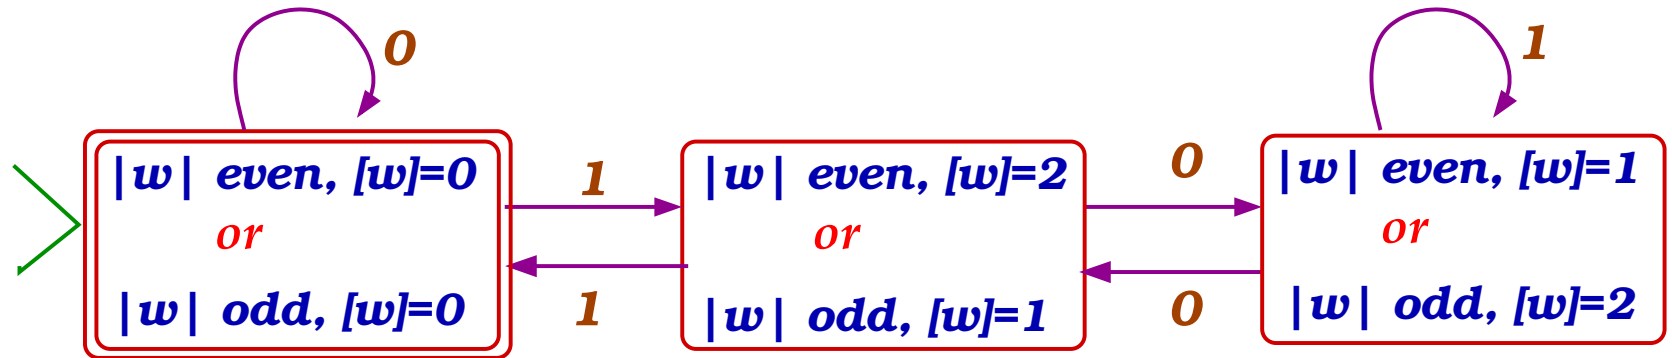 0
1
|w| even, [w]=0
or
|w| odd, [w]=0
1
1
|w| even, [w]=2
or
|w| odd, [w]=1
0
0
|w| even, [w]=1
or
|w| odd, [w]=2